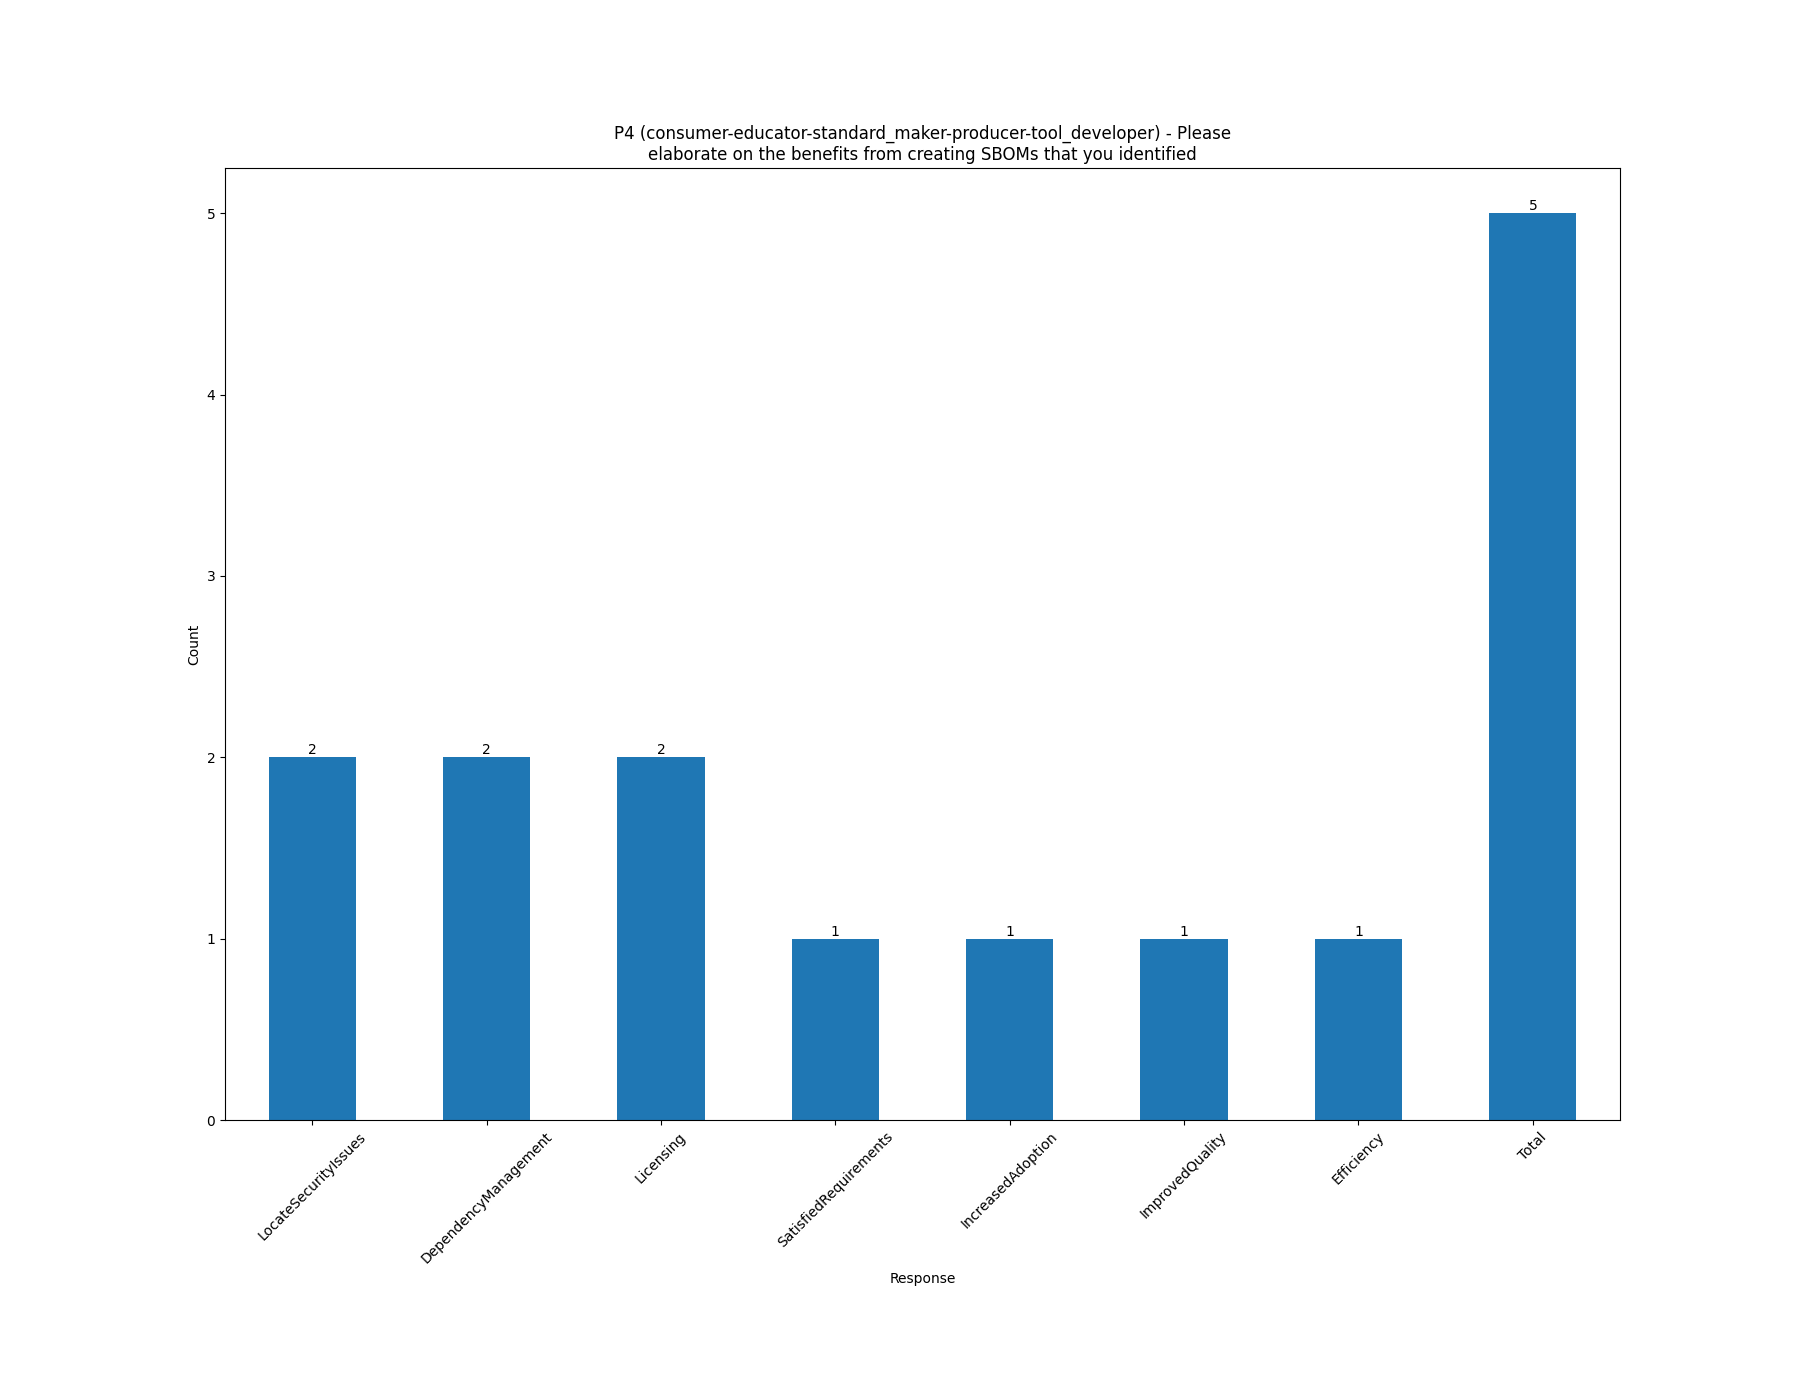 P4 (consumer-educator-standard_maker-producer-tool_developer) - Please
elaborate on the benefits from creating SBOMs that you identified
5
4
3
2
1
0
Count
2
2
2
1
1
1
1
5
LocateSecurityIssues
DependencyManagement
Licensing
SatisfiedRequirements
IncreasedAdoption
ImprovedQuality
Efficiency
Total
Response